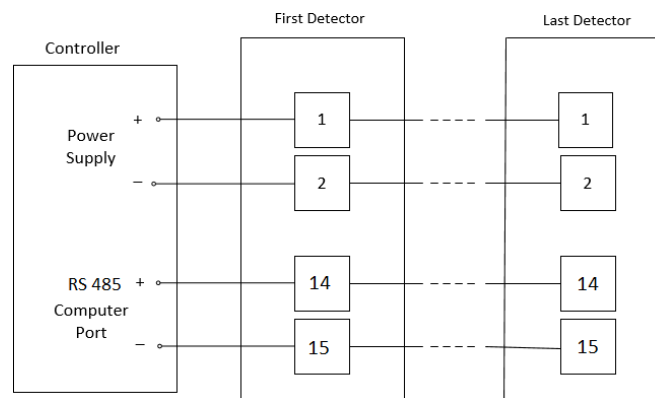 First Detector
Last Detector
Controller
+
1
1
Power
Supply
−
2
2
RS 485 +
14
14
Computer
Port
−
15
15